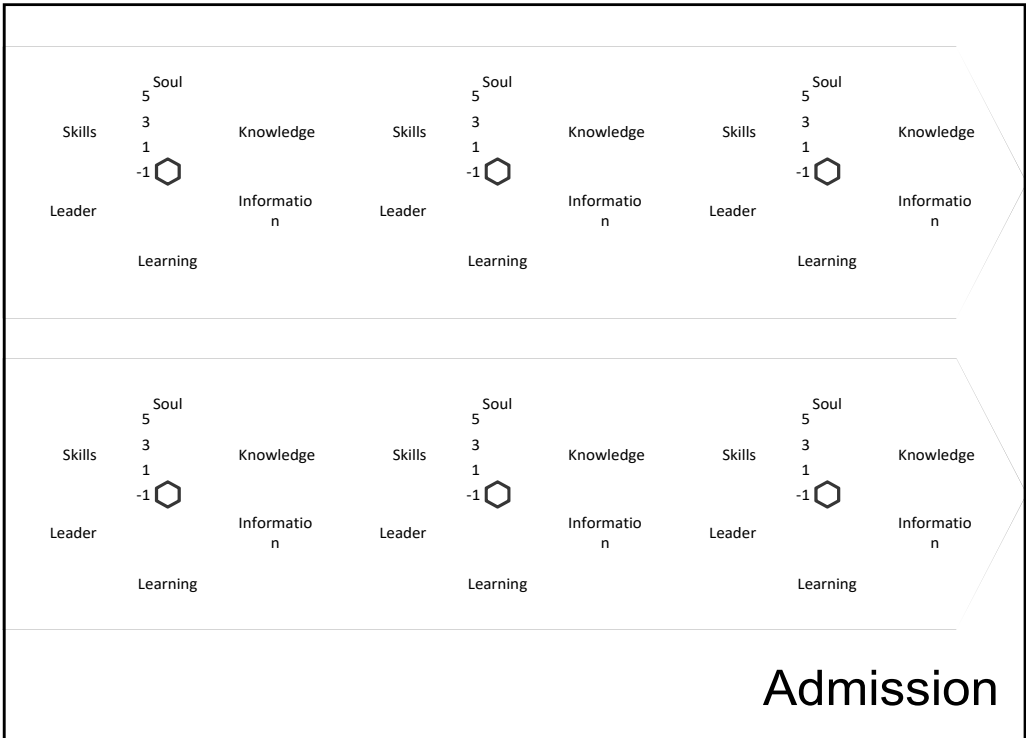 Soul Soul Soul
5 5 5
3 3 3
Skills Knowledge Skills Knowledge Skills Knowledge
1 1 1
-1 -1 -1
Leader Informatio Leader Informatio Leader Informatio
n n n
Learning Learning Learning
Soul Soul Soul
5 5 5
3 3 3
Skills Knowledge Skills Knowledge Skills Knowledge
1 1 1
-1 -1 -1
Leader Informatio Leader Informatio Leader Informatio
n n n
Learning Learning Learning
Admission